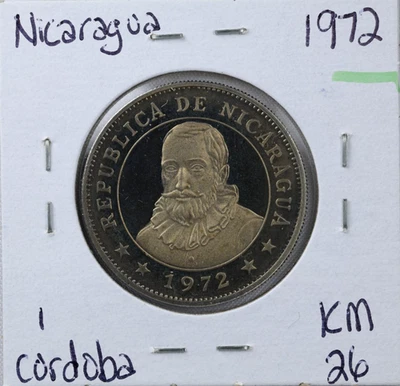 Nicaragua 1972
REPUBLICA DE NICARAGUA
1972
1 KM
cordoba 26